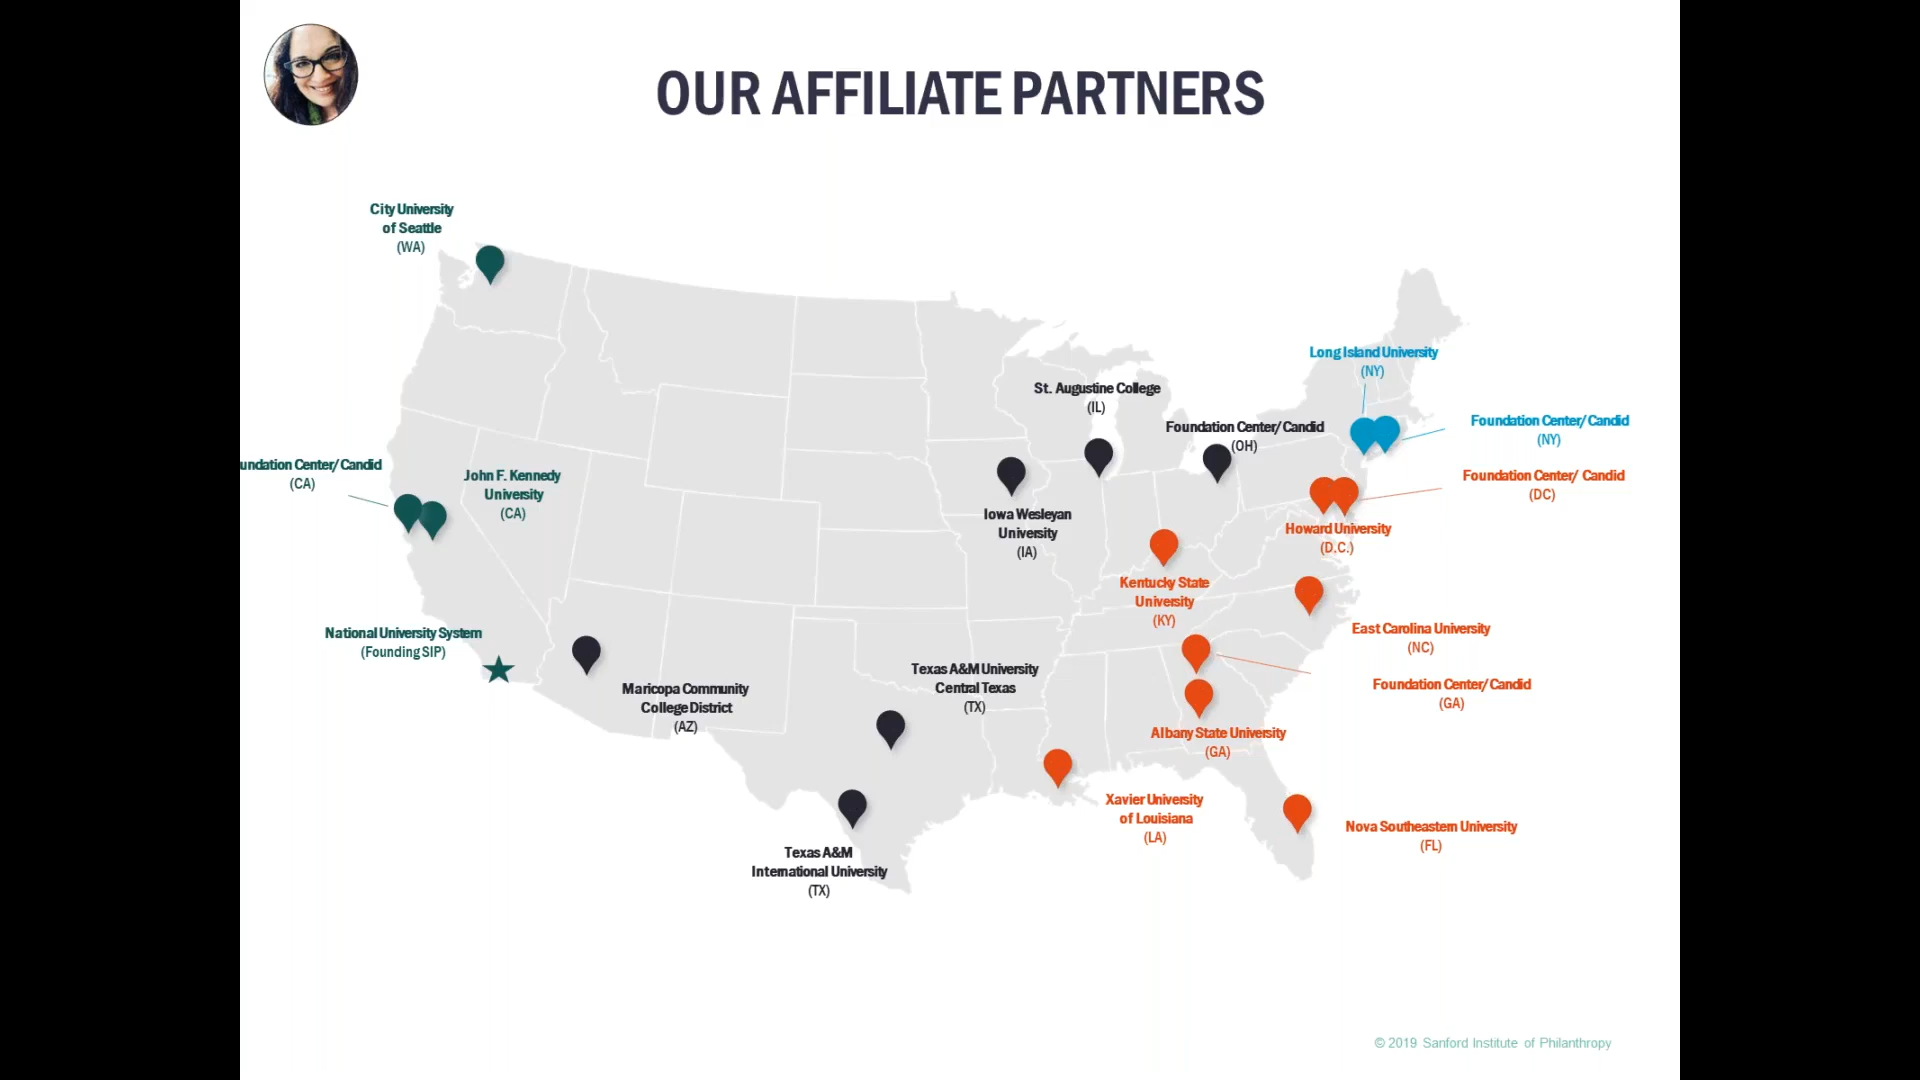 OUR AFFILIATE PARTNERS
City University
of Seattle
(WA)
Long Island University
(NY)
St. Augustine College
(IL)
Foundation Center/Candid
(OH)
Foundation Center/Candid
(NY)
undation Center/Candid
(CA)
John F. Kennedy
University
(CA)
Foundation Center/ Candid
(DC)
Iowa Wesleyan
University
(IA)
Howard University
(D.C.)
Kentucky State
University
(KY)
National University System
(Founding SIP)
East Carolina University
(NC)
Maricopa Community
College District
(AZ)
Texas A&M University
Central Texas
(TX)
Foundation Center/Candid
(GA)
Albany State University
(GA)
Xavier University
of Louisiana
(LA)
Nova Southeastern University
(FL)
Texas A&M
International University
(TX)
© 2019 Sanford Institute of Philanthropy